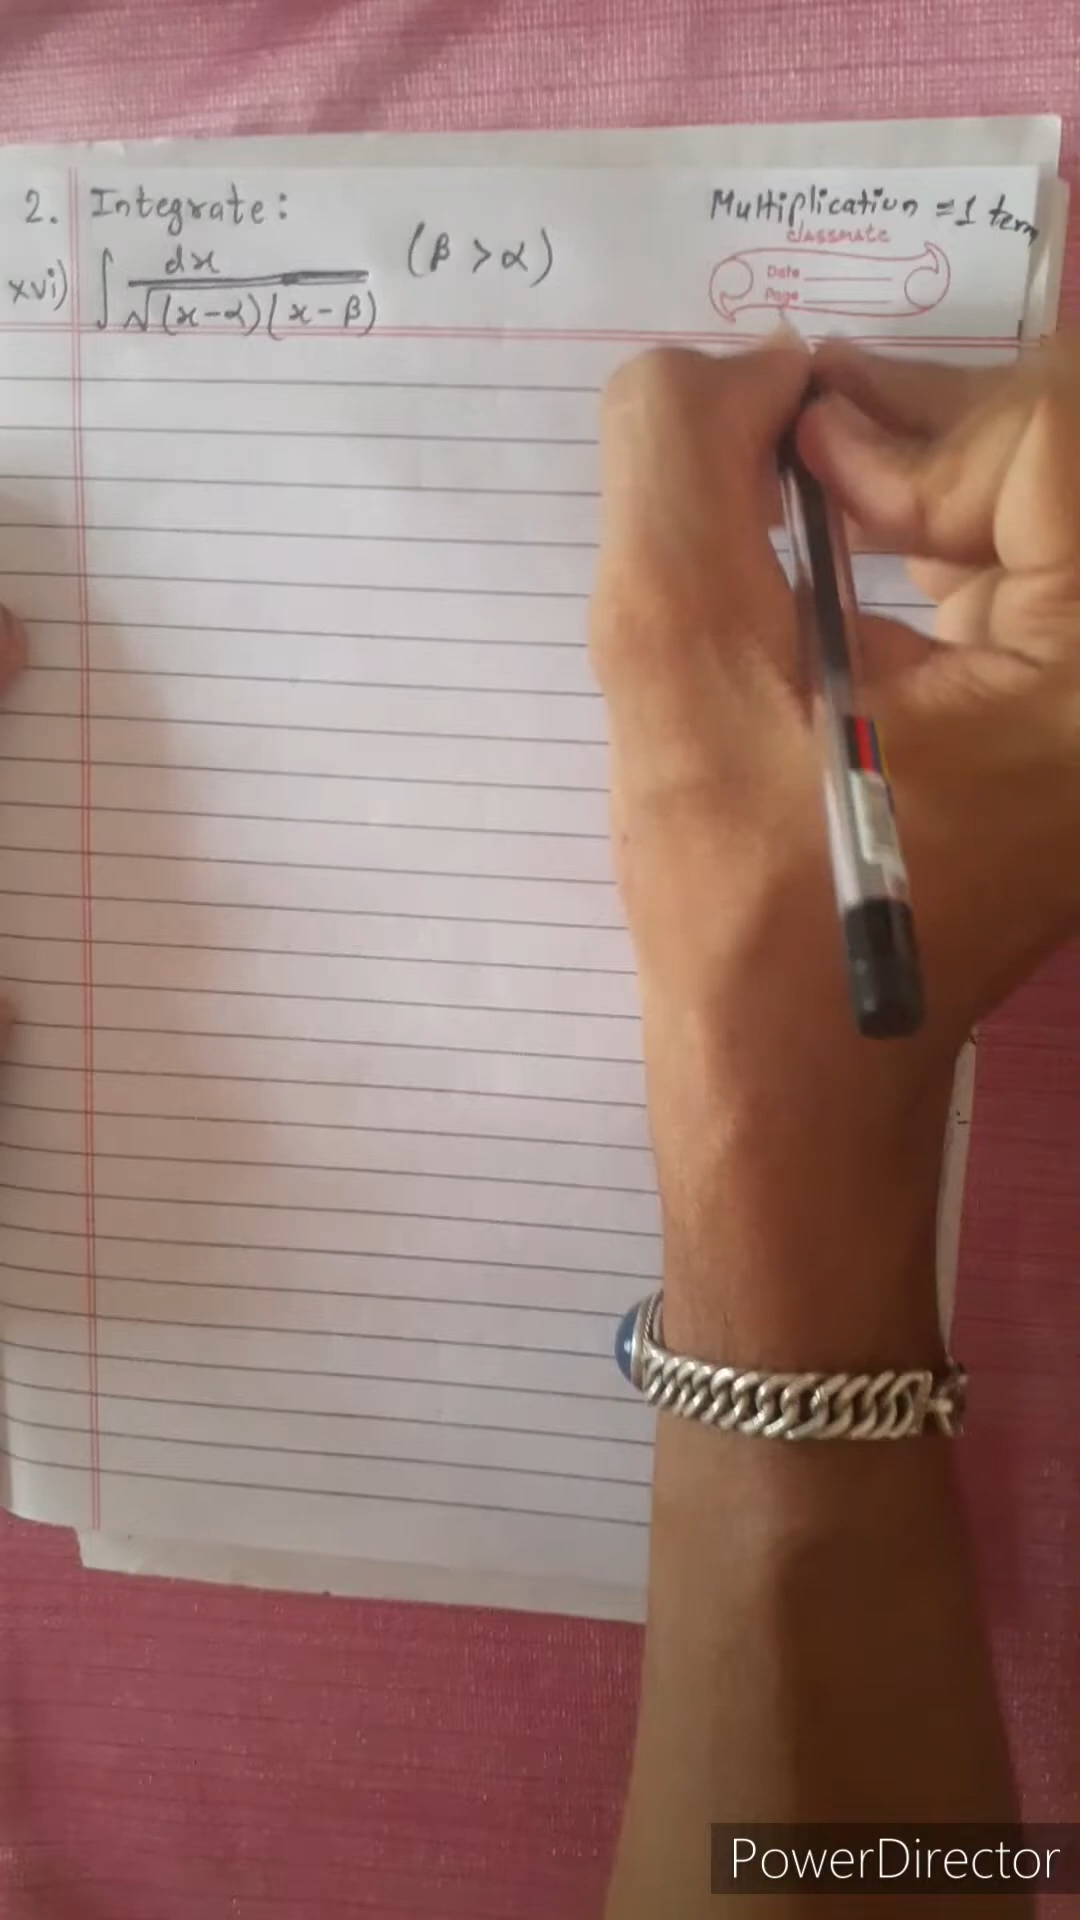 2. Integrate:
xvi) ∫ dx / √(x-α)(x-β) (β > α)
Multiplication = 1 term
classmate
Date
Page
PowerDirector